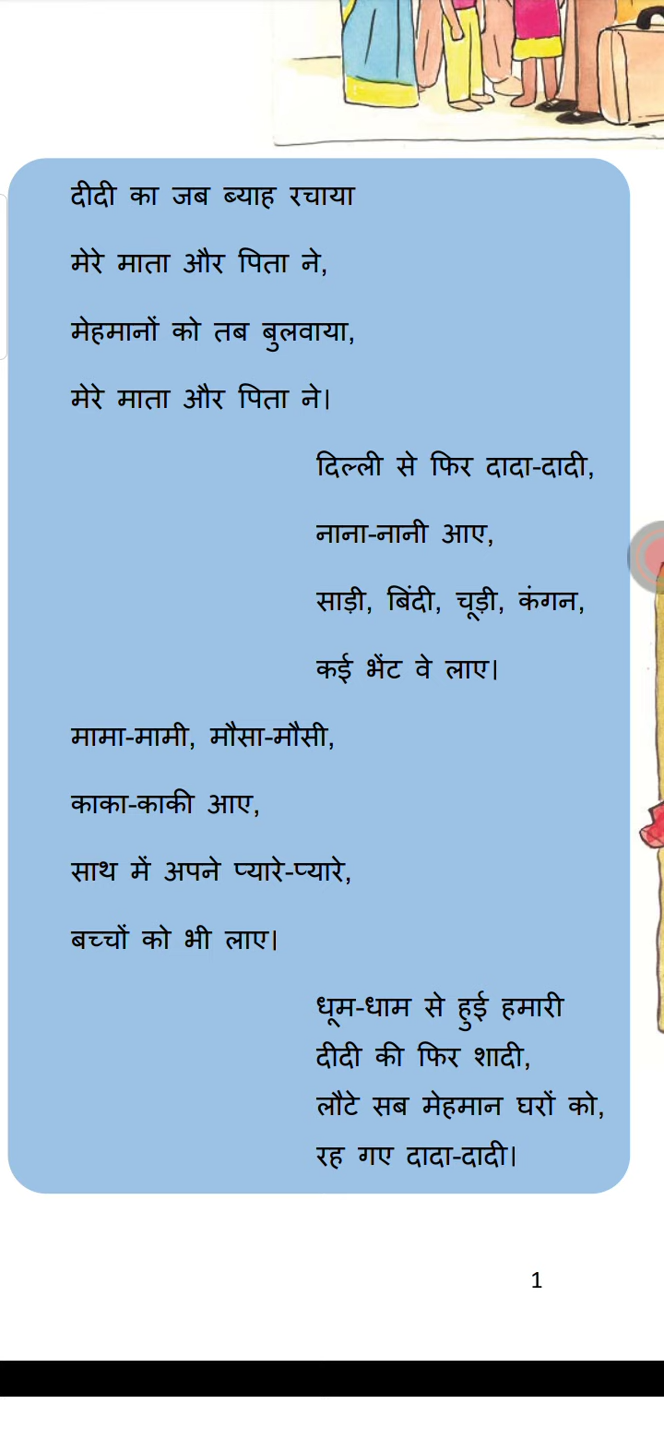 दीदी का जब ब्याह रचाया
मेरे माता और पिता ने,
मेहमानों को तब बुलवाया,
मेरे माता और पिता ने।
दिल्ली से फिर दादा-दादी,
नाना-नानी आए,
साड़ी, बिंदी, चूड़ी, कंगन,
कई भेंट वे लाए।
मामा-मामी, मौसा-मौसी,
काका-काकी आए,
साथ में अपने प्यारे-प्यारे,
बच्चों को भी लाए।
धूम-धाम से हुई हमारी
दीदी की फिर शादी,
लौटे सब मेहमान घरों को,
रह गए दादा-दादी।
1